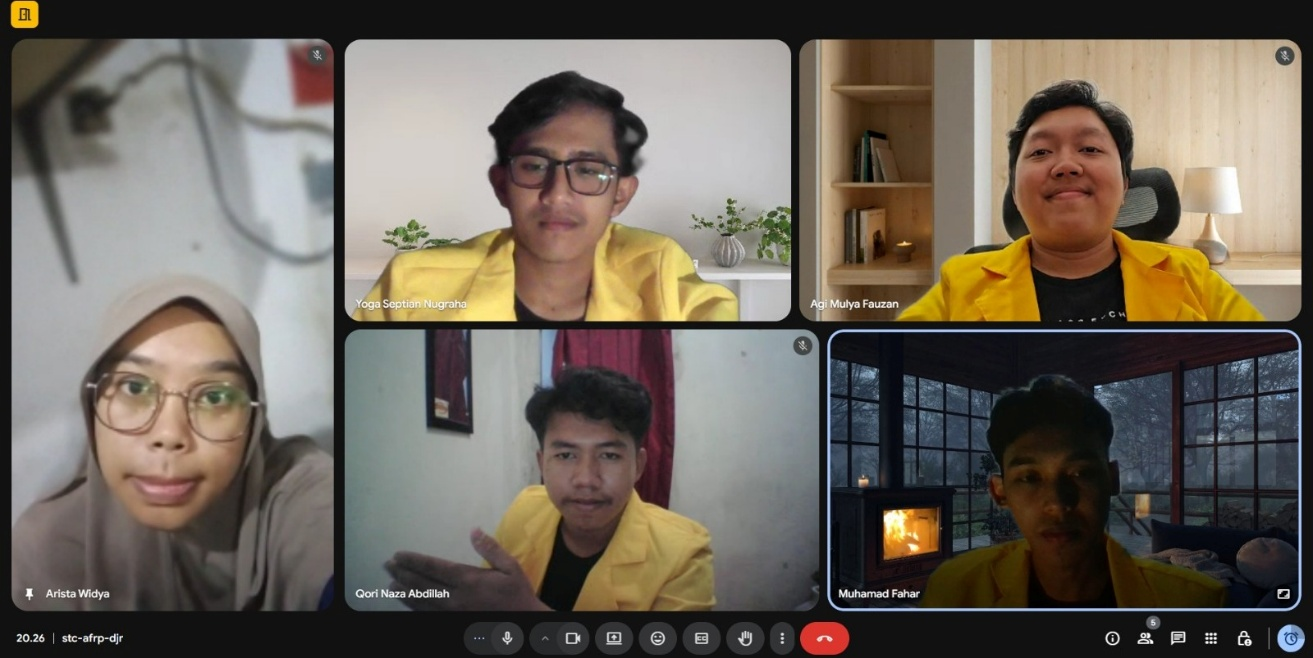 Yoga Septian Nugraha
Agi Mulya Fauzan
Arista Widya
Qori Naza Abdillah
Muhamad Fahar
20.26 | stc-afrp-djr
5